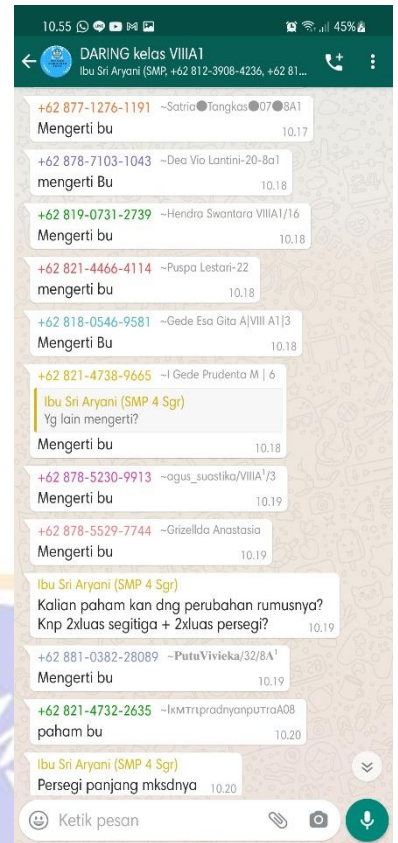 10.55
45%
DARING kelas VIIIA1
Ibu Sri Aryani (SMP, +62 812-3908-4236, +62 81...
+62 877-1276-1191 ~Satria●Tangkas●07●8A1
Mengerti bu
10.17
+62 878-7103-1043 ~Dea Vio Lantini-20-8a1
mengerti Bu
10.18
+62 819-0731-2739 ~Hendra Swantara VIIIA1/16
Mengerti bu
10.18
+62 821-4466-4114 ~Puspa Lestari-22
mengerti bu
10.18
+62 818-0546-9581 ~Gede Esa Gita A|VIII A1|3
Mengerti Bu
10.18
+62 821-4738-9665 ~I Gede Prudenta M | 6
Ibu Sri Aryani (SMP 4 Sgr)
Yg lain mengerti?
Mengerti bu
10.18
+62 878-5230-9913 ~agus_suastika/VIIIA¹/3
Mengerti bu
10.19
+62 878-5529-7744 ~Grizellda Anastasia
Mengerti bu
10.19
Ibu Sri Aryani (SMP 4 Sgr)
Kalian paham kan dng perubahan rumusnya?
Knp 2xluas segitiga + 2xluas persegi?
10.19
+62 881-0382-28089 ~PutuVivieka/32/8A¹
Mengerti bu
10.19
+62 821-4732-2635
paham bu
10.20
Ibu Sri Aryani (SMP 4 Sgr)
Persegi panjang mksdnya
10.20
Ketik pesan